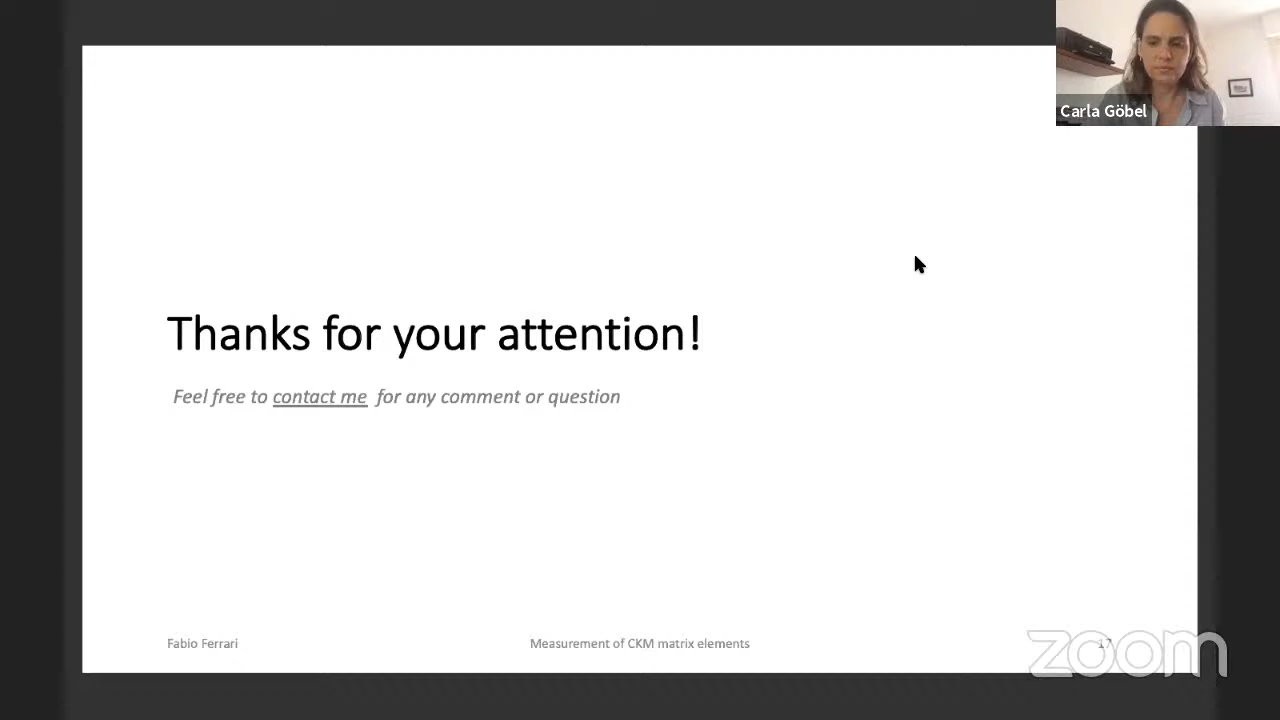 Carla Göbel
Thanks for your attention!
Feel free to contact me for any comment or question
Fabio Ferrari
Measurement of CKM matrix elements
17
zoom